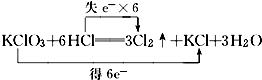 失 e⁻×6
KClO₃+6HCl═3Cl₂↑+KCl+3H₂O
得 6e⁻